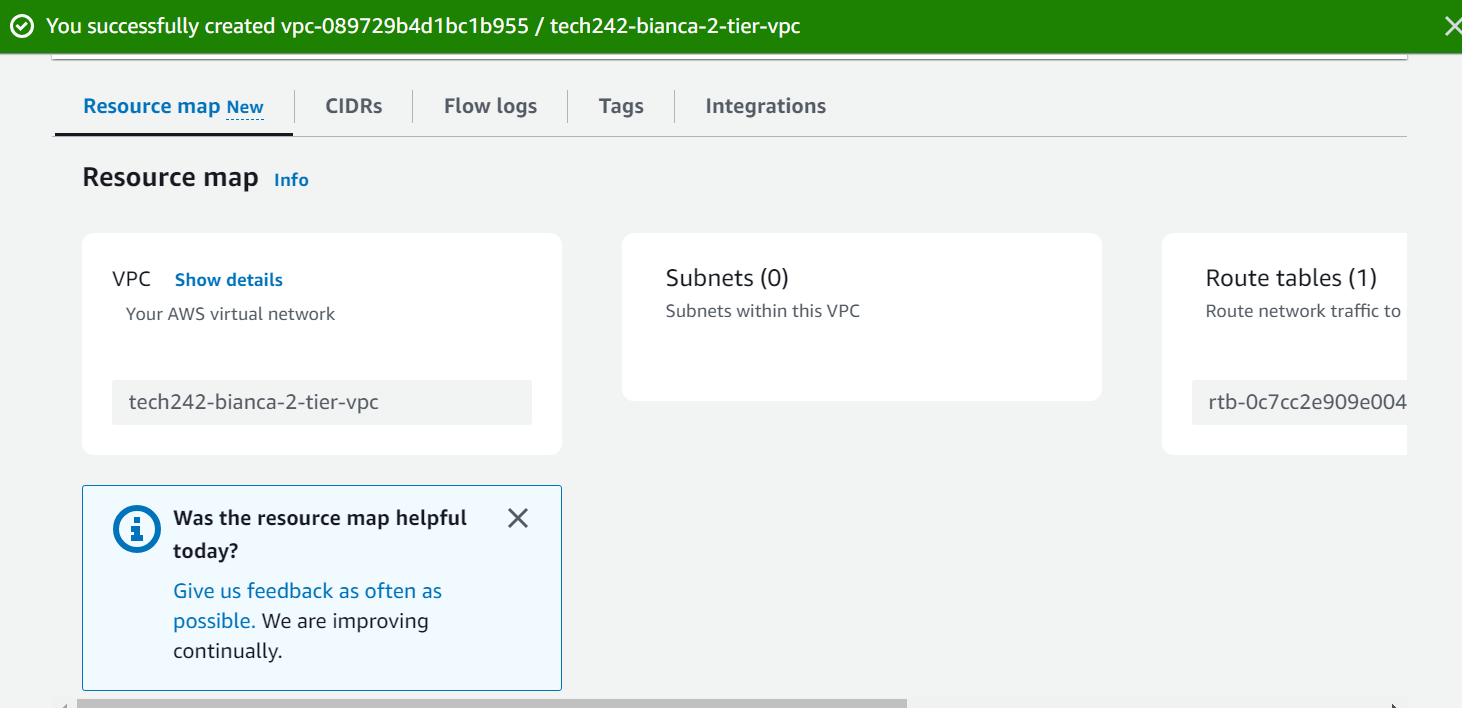 You successfully created vpc-089729b4d1bc1b955 / tech242-bianca-2-tier-vpc
Resource map New
CIDRs
Flow logs
Tags
Integrations
Resource map Info
VPC Show details
Your AWS virtual network
tech242-bianca-2-tier-vpc
Subnets (0)
Subnets within this VPC
Route tables (1)
Route network traffic to
rtb-0c7cc2e909e004
Was the resource map helpful
today?
Give us feedback as often as
possible. We are improving
continually.